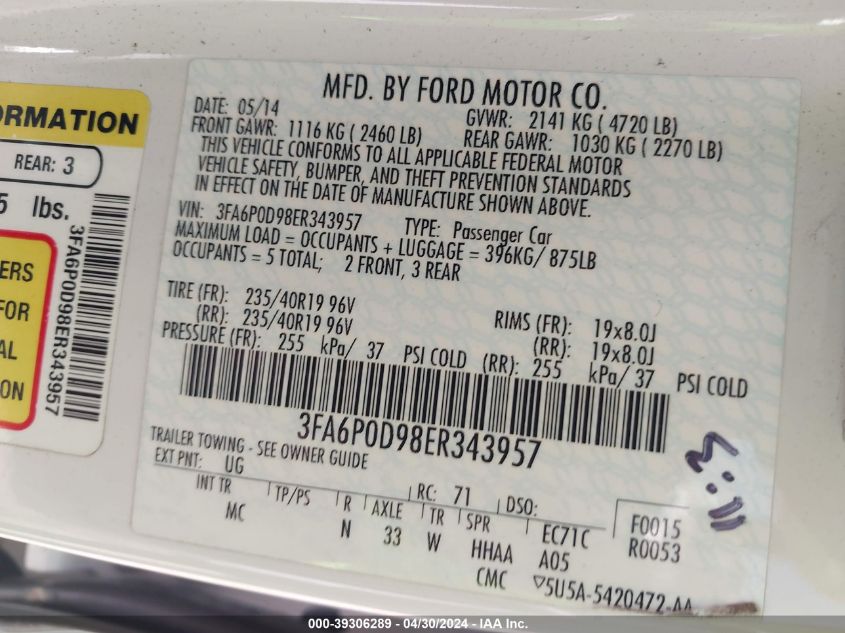 ORMATION
REAR: 3
5 lbs.
3FA6P0D98ER343957
ERS
FOR
AL
ON
MFD. BY FORD MOTOR CO.
DATE: 05/14 GVWR: 2141 KG ( 4720 LB)
FRONT GAWR: 1116 KG ( 2460 LB) REAR GAWR: 1030 KG ( 2270 LB)
THIS VEHICLE CONFORMS TO ALL APPLICABLE FEDERAL MOTOR
VEHICLE SAFETY, BUMPER, AND THEFT PREVENTION STANDARDS
IN EFFECT ON THE DATE OF MANUFACTURE SHOWN ABOVE.
VIN: 3FA6P0D98ER343957 TYPE: Passenger Car
MAXIMUM LOAD = OCCUPANTS + LUGGAGE = 396KG/ 875LB
OCCUPANTS = 5 TOTAL; 2 FRONT, 3 REAR
TIRE (FR): 235/40R19 96V RIMS (FR): 19x8.0J
(RR): 235/40R19 96V (RR): 19x8.0J
PRESSURE (FR): 255 kPa/ 37 PSI COLD (RR): 255 kPa/ 37 PSI COLD
3FA6P0D98ER343957
TRAILER TOWING - SEE OWNER GUIDE
EXT PNT: UG RC: 71 DSO:
INT TR TP/PS R AXLE TR SPR EC71C F0015
MC N 33 W HHAA A05 R0053
CMC ▽5U5A-5420472-AA
000-39306289 - 04/30/2024 - IAA Inc.